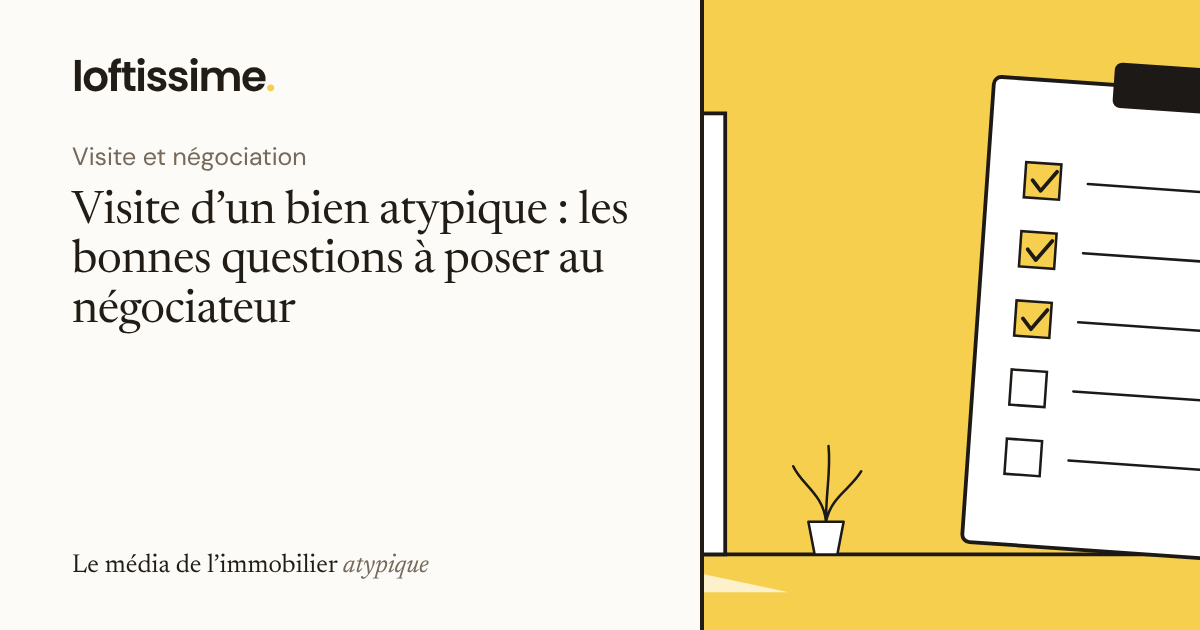 loftissime.
Visite et négociation
Visite d’un bien atypique : les
bonnes questions à poser au
négociateur
Le média de l’immobilier atypique